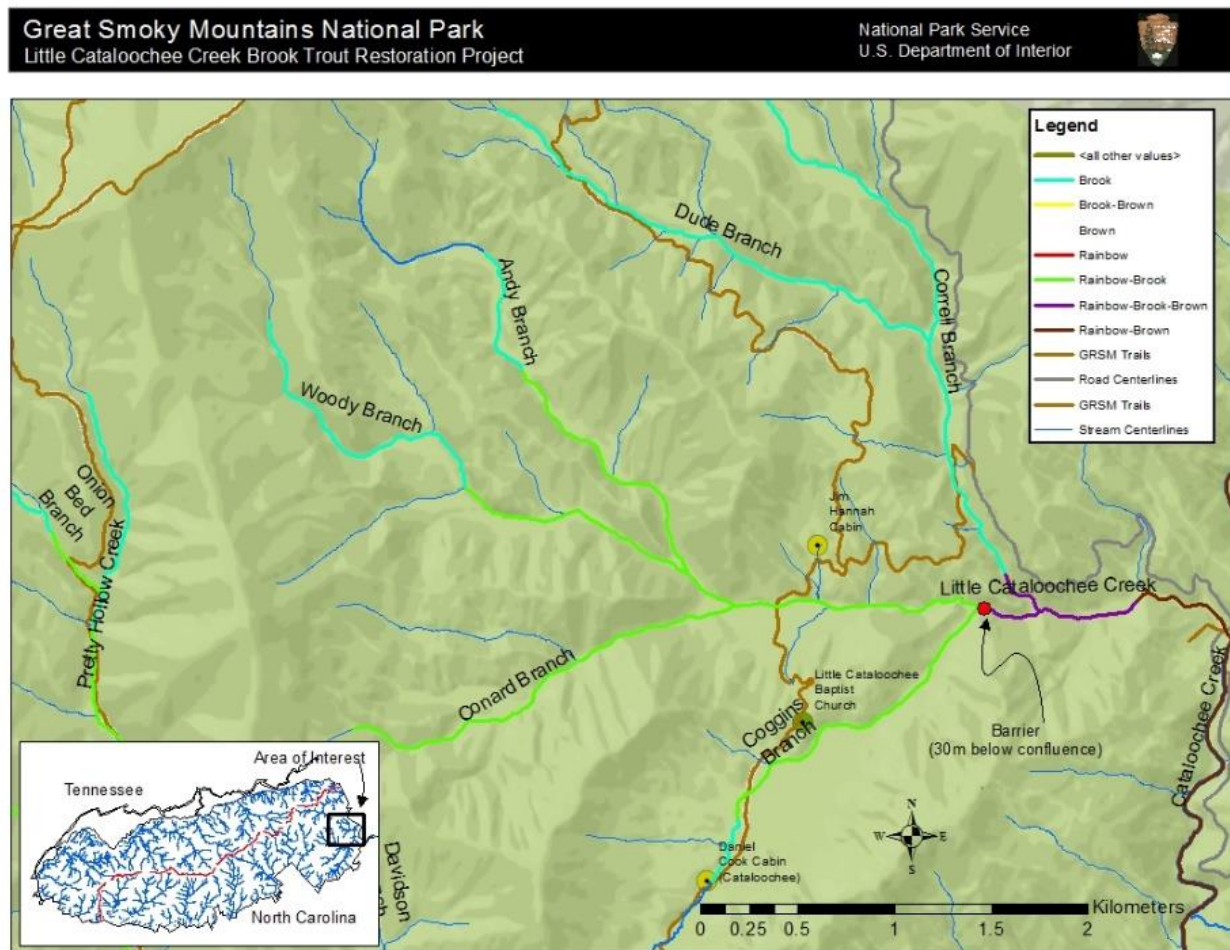 Great Smoky Mountains National Park
Little Cataloochee Creek Brook Trout Restoration Project
National Park Service
U.S. Department of Interior
Legend
<all other values>
Brook
Brook-Brown
Brown
Rainbow
Rainbow-Brook
Rainbow-Brook-Brown
Rainbow-Brown
GRSM Trails
Road Centerlines
GRSM Trails
Stream Centerlines
Dude Branch
Andy Branch
Correll Branch
Woody Branch
Onion
Bed
Branch
Pretty Hollow Creek
Jim
Hannah
Cabin
Little Cataloochee Creek
Conard Branch
Little Cataloochee
Baptist
Church
Coggins
Branch
Barrier
(30m below confluence)
Cataloochee Creek
Area of Interest
Tennessee
North Carolina
Davidson
nch
Daniel
Cook Cabin
(Cataloochee)
N
W
E
S
Kilometers
0
0.25
0.5
1
1.5
2